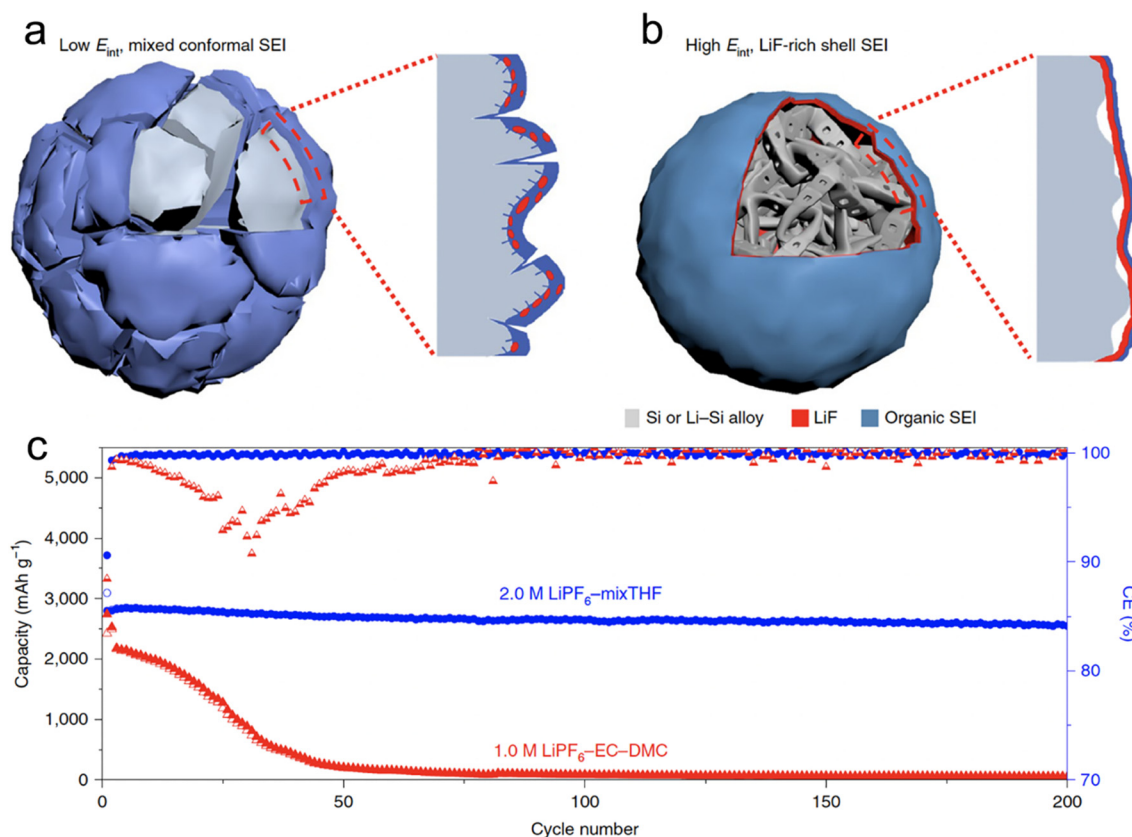 a
Low E_int, mixed conformal SEI
b
High E_int, LiF-rich shell SEI
Si or Li–Si alloy
LiF
Organic SEI
c
5,000
4,000
3,000
2,000
1,000
0
Capacity (mAh g⁻¹)
2.0 M LiPF₆–mixTHF
1.0 M LiPF₆–EC–DMC
100
90
80
70
CE (%)
0
50
100
150
200
Cycle number